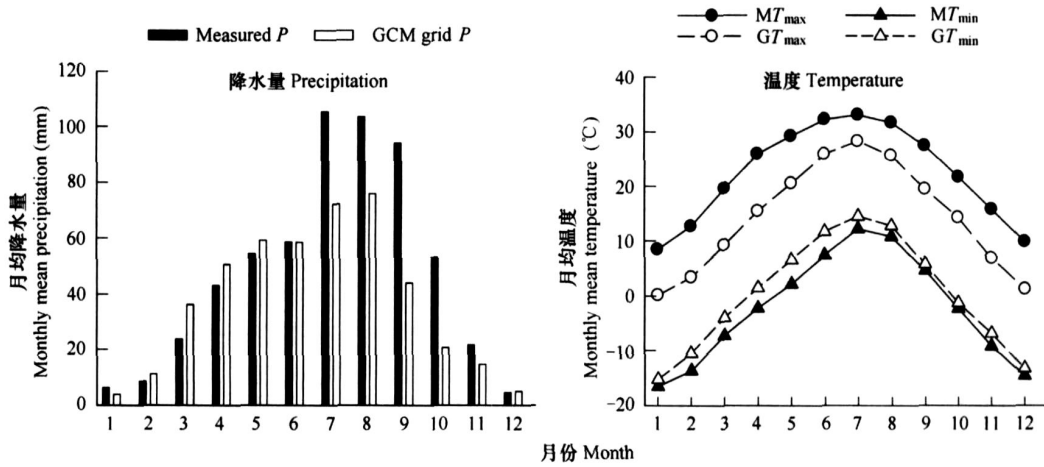 Measured P GCM grid P
降水量 Precipitation
月均降水量
Monthly mean precipitation (mm)
120
100
80
60
40
20
0
1 2 3 4 5 6 7 8 9 10 11 12
MTmax MTmin
GTmax GTmin
温度 Temperature
月均温度
Monthly mean temperature (℃)
40
30
20
10
0
-10
-20
1 2 3 4 5 6 7 8 9 10 11 12
月份 Month